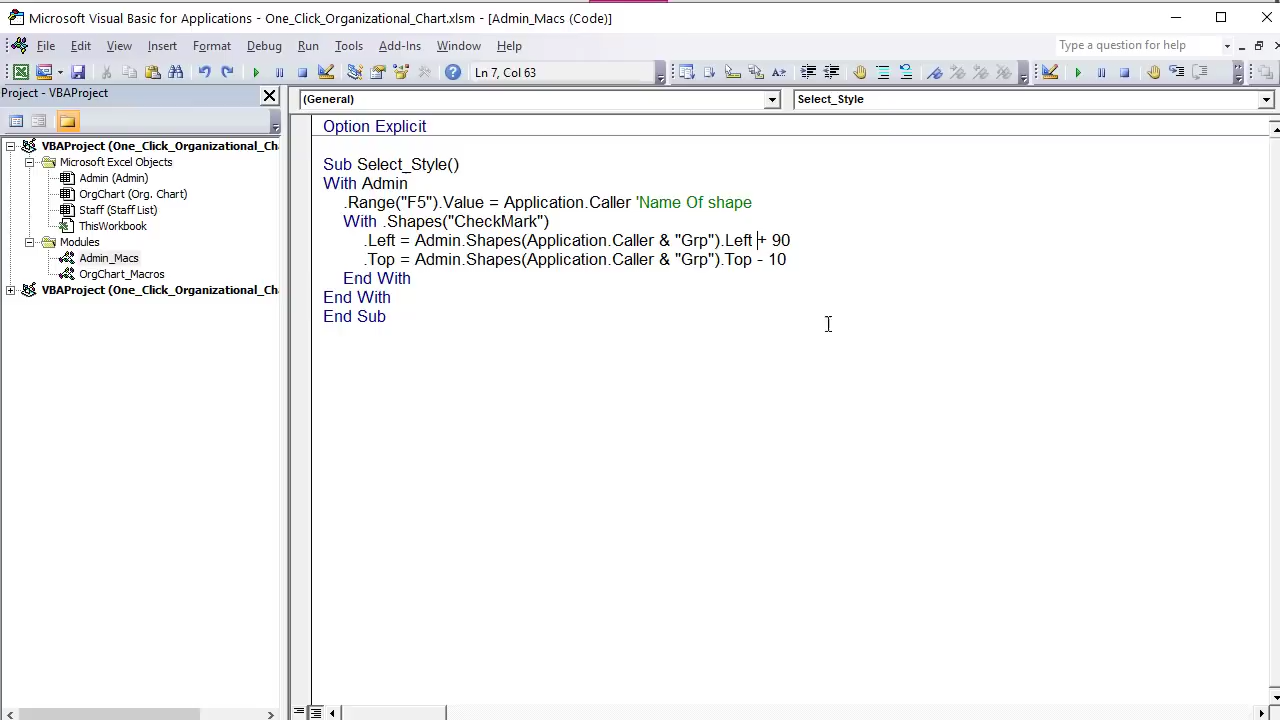 Microsoft Visual Basic for Applications - One_Click_Organizational_Chart.xlsm - [Admin_Macs (Code)]
File Edit View Insert Format Debug Run Tools Add-Ins Window Help
Type a question for help
Ln 7, Col 63
Project - VBAProject
(General)
Select_Style
VBAProject (One_Click_Organizational_Ch
Microsoft Excel Objects
Admin (Admin)
OrgChart (Org. Chart)
Staff (Staff List)
ThisWorkbook
Modules
Admin_Macs
OrgChart_Macros
VBAProject (One_Click_Organizational_Ch
Option Explicit
Sub Select_Style()
With Admin
.Range("F5").Value = Application.Caller 'Name Of shape
With .Shapes("CheckMark")
.Left = Admin.Shapes(Application.Caller & "Grp").Left + 90
.Top = Admin.Shapes(Application.Caller & "Grp").Top - 10
End With
End With
End Sub